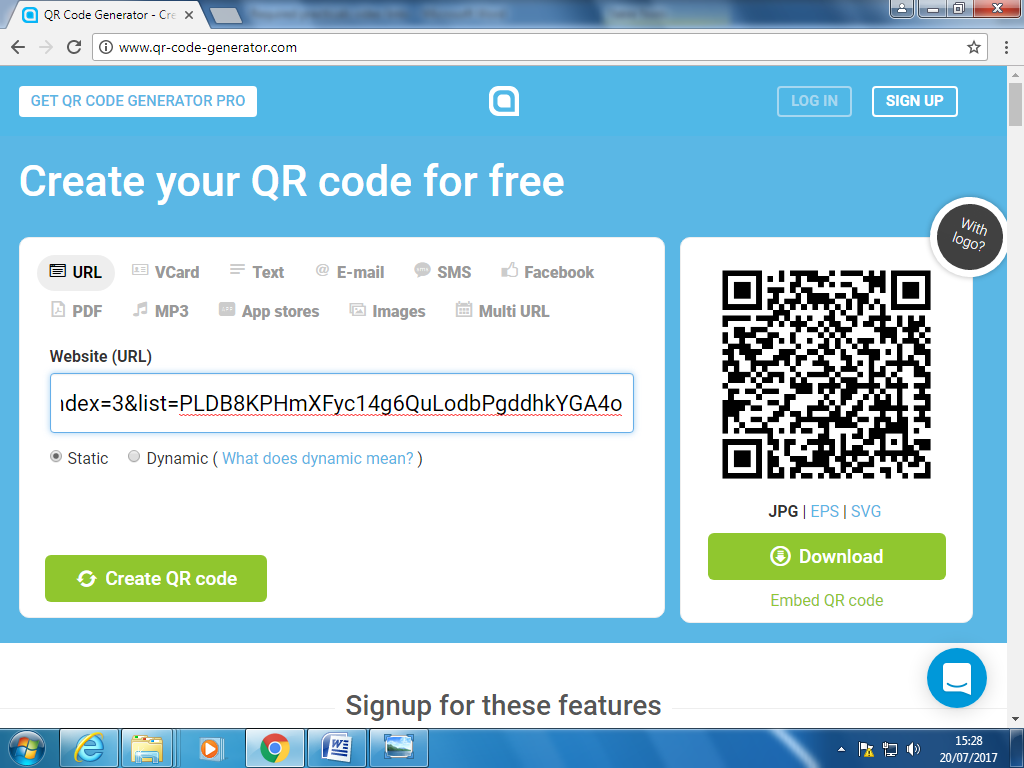 QR Code Generator - Cre
www.qr-code-generator.com
GET QR CODE GENERATOR PRO
LOG IN
SIGN UP
Create your QR code for free
With
logo?
URL VCard Text E-mail SMS Facebook
PDF MP3 App stores Images Multi URL
Website (URL)
ndex=3&list=PLDB8KPHmXFyc14g6QuLodbPgddhkYGA4o
Static Dynamic ( What does dynamic mean? )
Create QR code
JPG | EPS | SVG
Download
Embed QR code
Signup for these features
15:28
20/07/2017